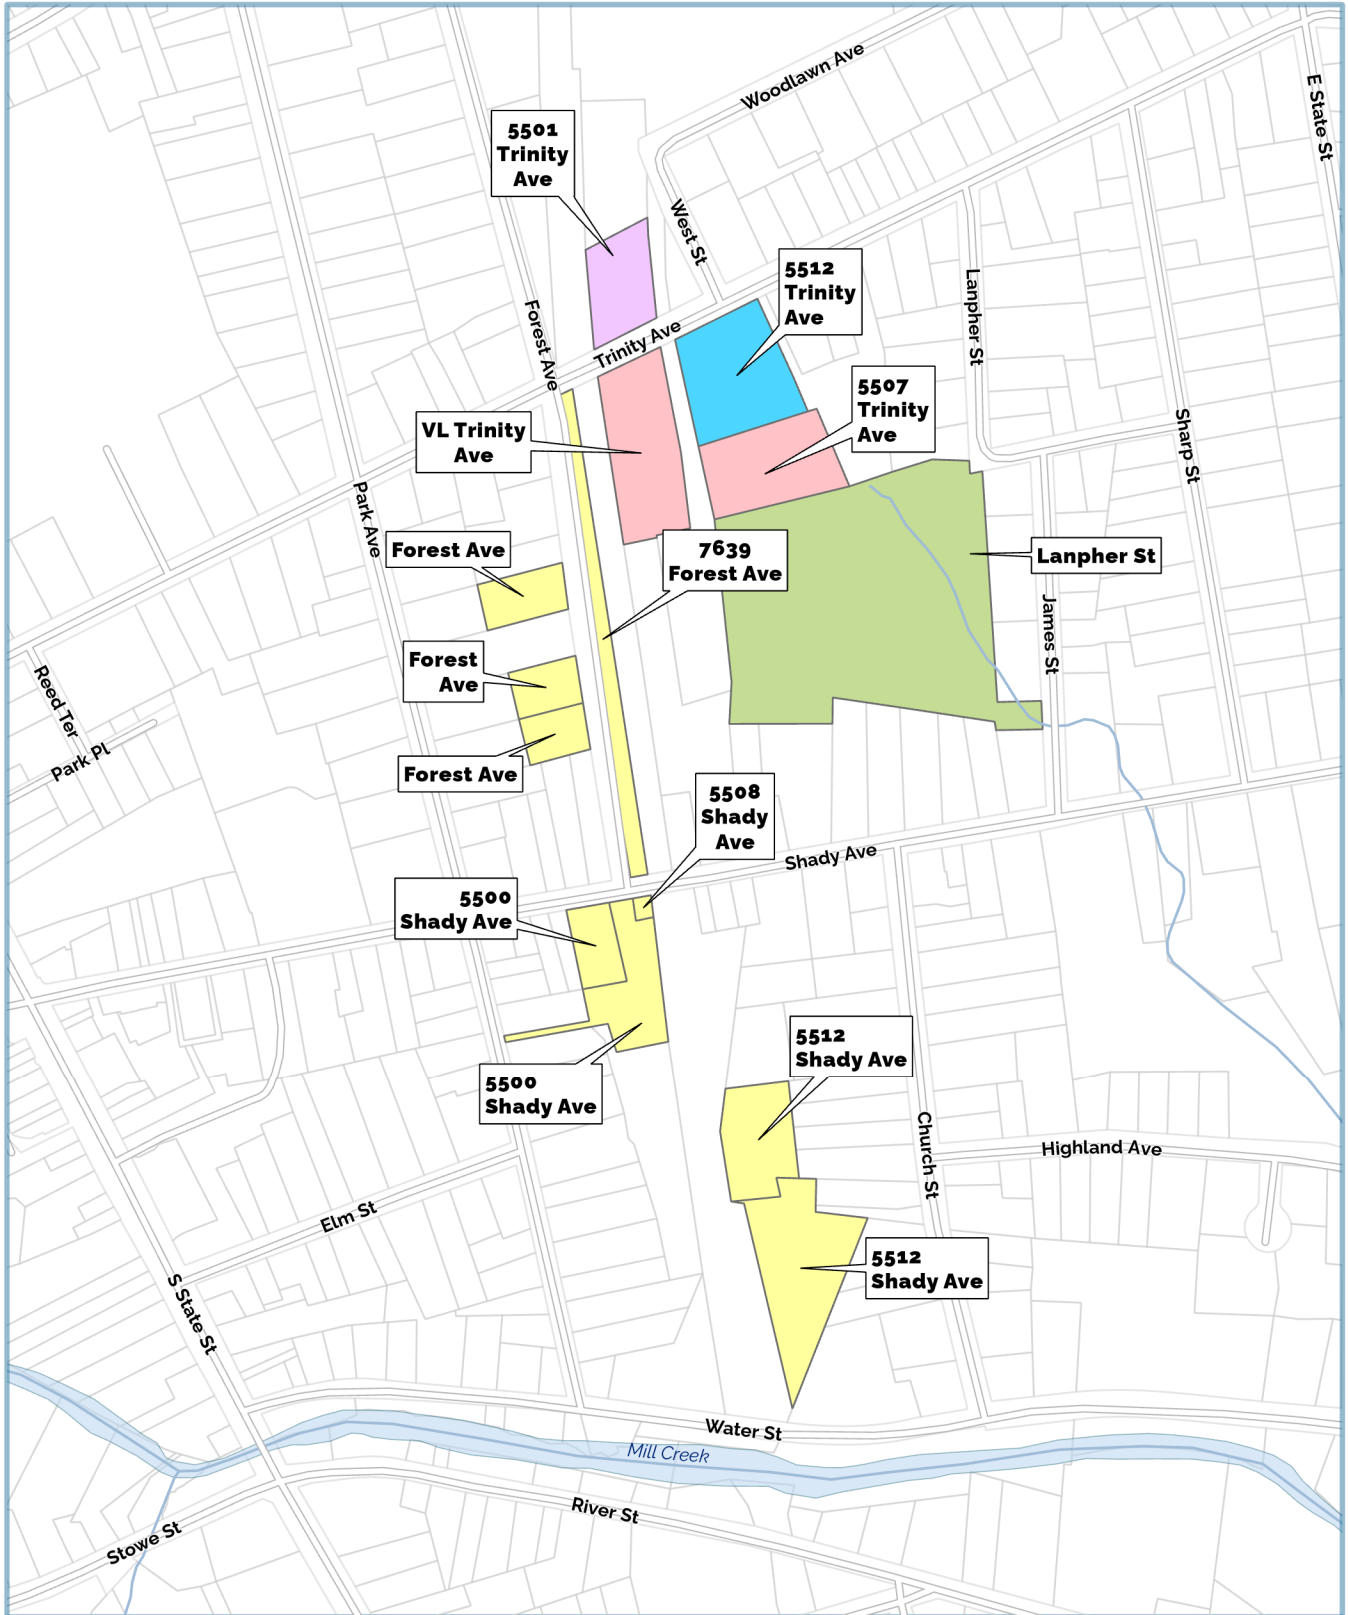 Woodlawn Ave
E State St
5501
Trinity
Ave
West St
5512
Trinity
Ave
Lanpher St
Forest Ave
Trinity Ave
5507
Trinity
Ave
VL Trinity
Ave
Sharp St
Park Ave
Forest Ave
7639
Forest Ave
Lanpher St
James St
Forest
Ave
Reed Ter
Park Pl
Forest Ave
5508
Shady
Ave
Shady Ave
5500
Shady Ave
5512
Shady Ave
5500
Shady Ave
Church St
Highland Ave
Elm St
5512
Shady Ave
S State St
Water St
Mill Creek
River St
Stowe St